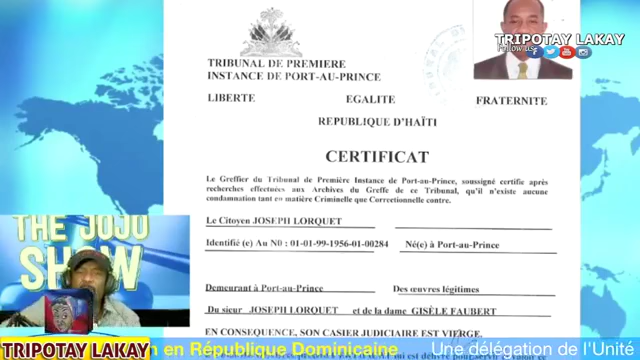 TRIPOTAY LAKAY
Follow us
TRIBUNAL DE PREMIERE
INSTANCE DE PORT-AU-PRINCE
LIBERTE EGALITE FRATERNITE
REPUBLIQUE D'HAÏTI
CERTIFICAT
Le Greffier du Tribunal de Première Instance de Port-au-Prince, soussigné certifie après
recherches effectuées aux Archives du Greffe de ce Tribunal, qu'il n'existe aucune
condamnation tant en matière Criminelle que Correctionnelle contre.
Le Citoyen JOSEPH LORQUET
Identifié(e) Au N0 : 01-01-99-1956-01-00284 Né(e) à Port-au-Prince
Demeurant à Port-au-Prince Des œuvres légitimes
Du sieur JOSEPH LORQUET et de la dame GISÈLE FAUBERT
EN CONSEQUENCE, SON CASIER JUDICIAIRE EST VIERGE.
THE JOJO
SHOW
TRIPOTAY LAKAY
n en République Dominicaine Une délégation de l'Unité